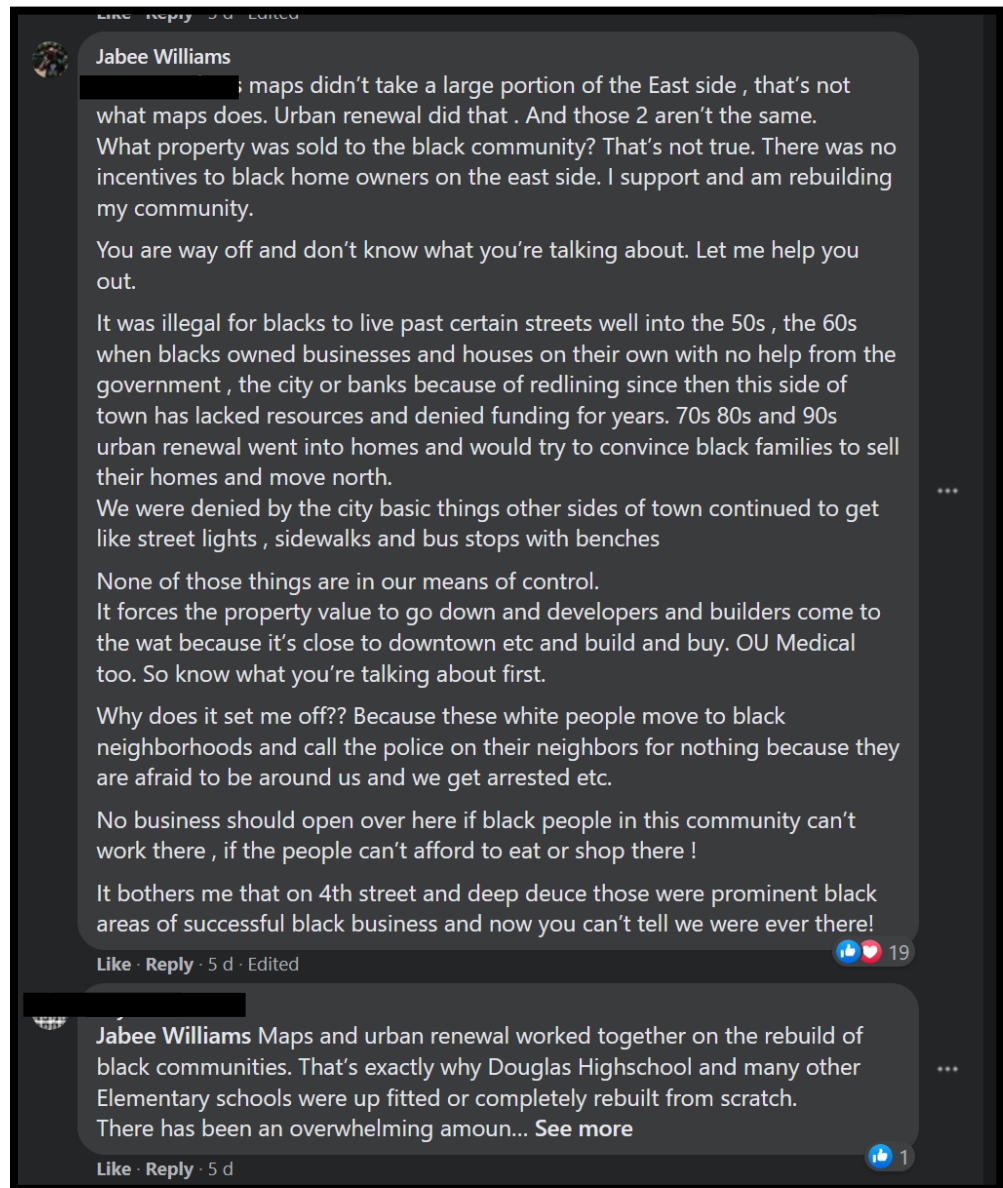 Like · Reply · 5 d · Edited
Jabee Williams
maps didn't take a large portion of the East side , that's not
what maps does. Urban renewal did that . And those 2 aren't the same.
What property was sold to the black community? That's not true. There was no
incentives to black home owners on the east side. I support and am rebuilding
my community.
You are way off and don't know what you're talking about. Let me help you
out.
It was illegal for blacks to live past certain streets well into the 50s , the 60s
when blacks owned businesses and houses on their own with no help from the
government , the city or banks because of redlining since then this side of
town has lacked resources and denied funding for years. 70s 80s and 90s
urban renewal went into homes and would try to convince black families to sell
their homes and move north.
We were denied by the city basic things other sides of town continued to get
like street lights , sidewalks and bus stops with benches
None of those things are in our means of control.
It forces the property value to go down and developers and builders come to
the wat because it's close to downtown etc and build and buy. OU Medical
too. So know what you're talking about first.
Why does it set me off?? Because these white people move to black
neighborhoods and call the police on their neighbors for nothing because they
are afraid to be around us and we get arrested etc.
No business should open over here if black people in this community can't
work there , if the people can't afford to eat or shop there !
It bothers me that on 4th street and deep deuce those were prominent black
areas of successful black business and now you can't tell we were ever there!
19
Like · Reply · 5 d · Edited
Jabee Williams Maps and urban renewal worked together on the rebuild of
black communities. That's exactly why Douglas Highschool and many other
Elementary schools were up fitted or completely rebuilt from scratch.
There has been an overwhelming amoun... See more
1
Like · Reply · 5 d